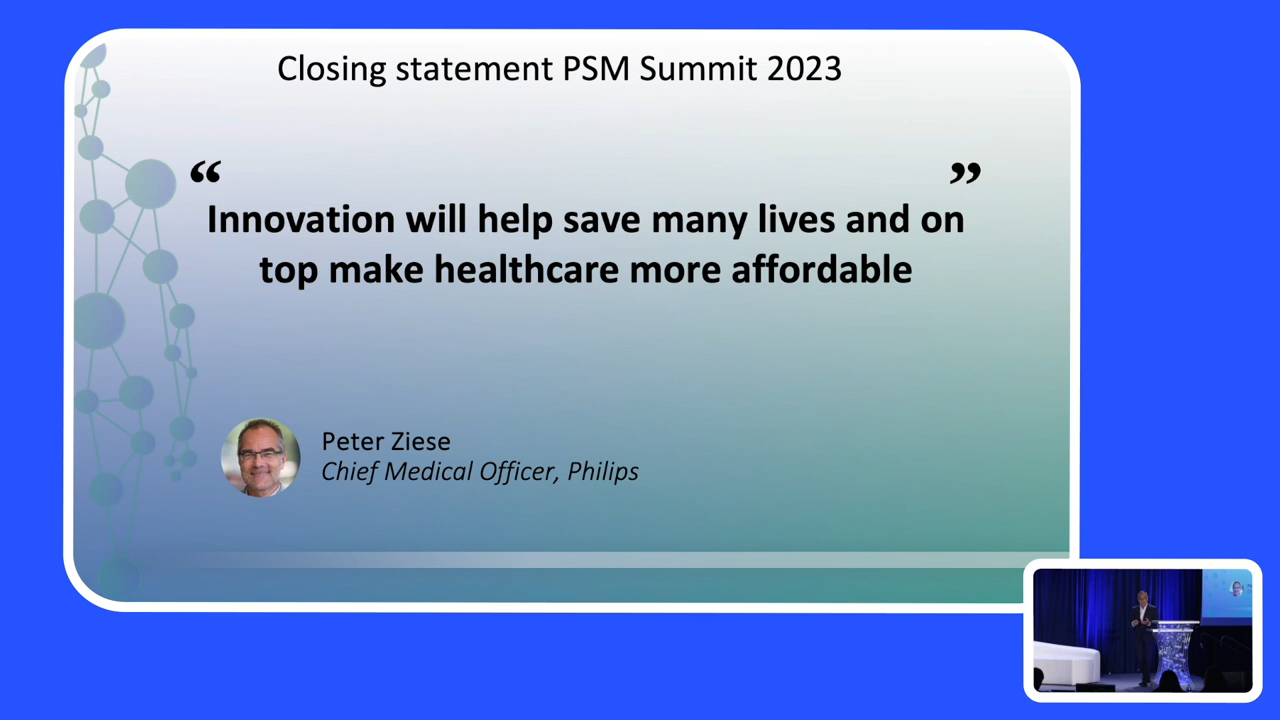 Closing statement PSM Summit 2023
“ ”
Innovation will help save many lives and on
top make healthcare more affordable
Peter Ziese
Chief Medical Officer, Philips